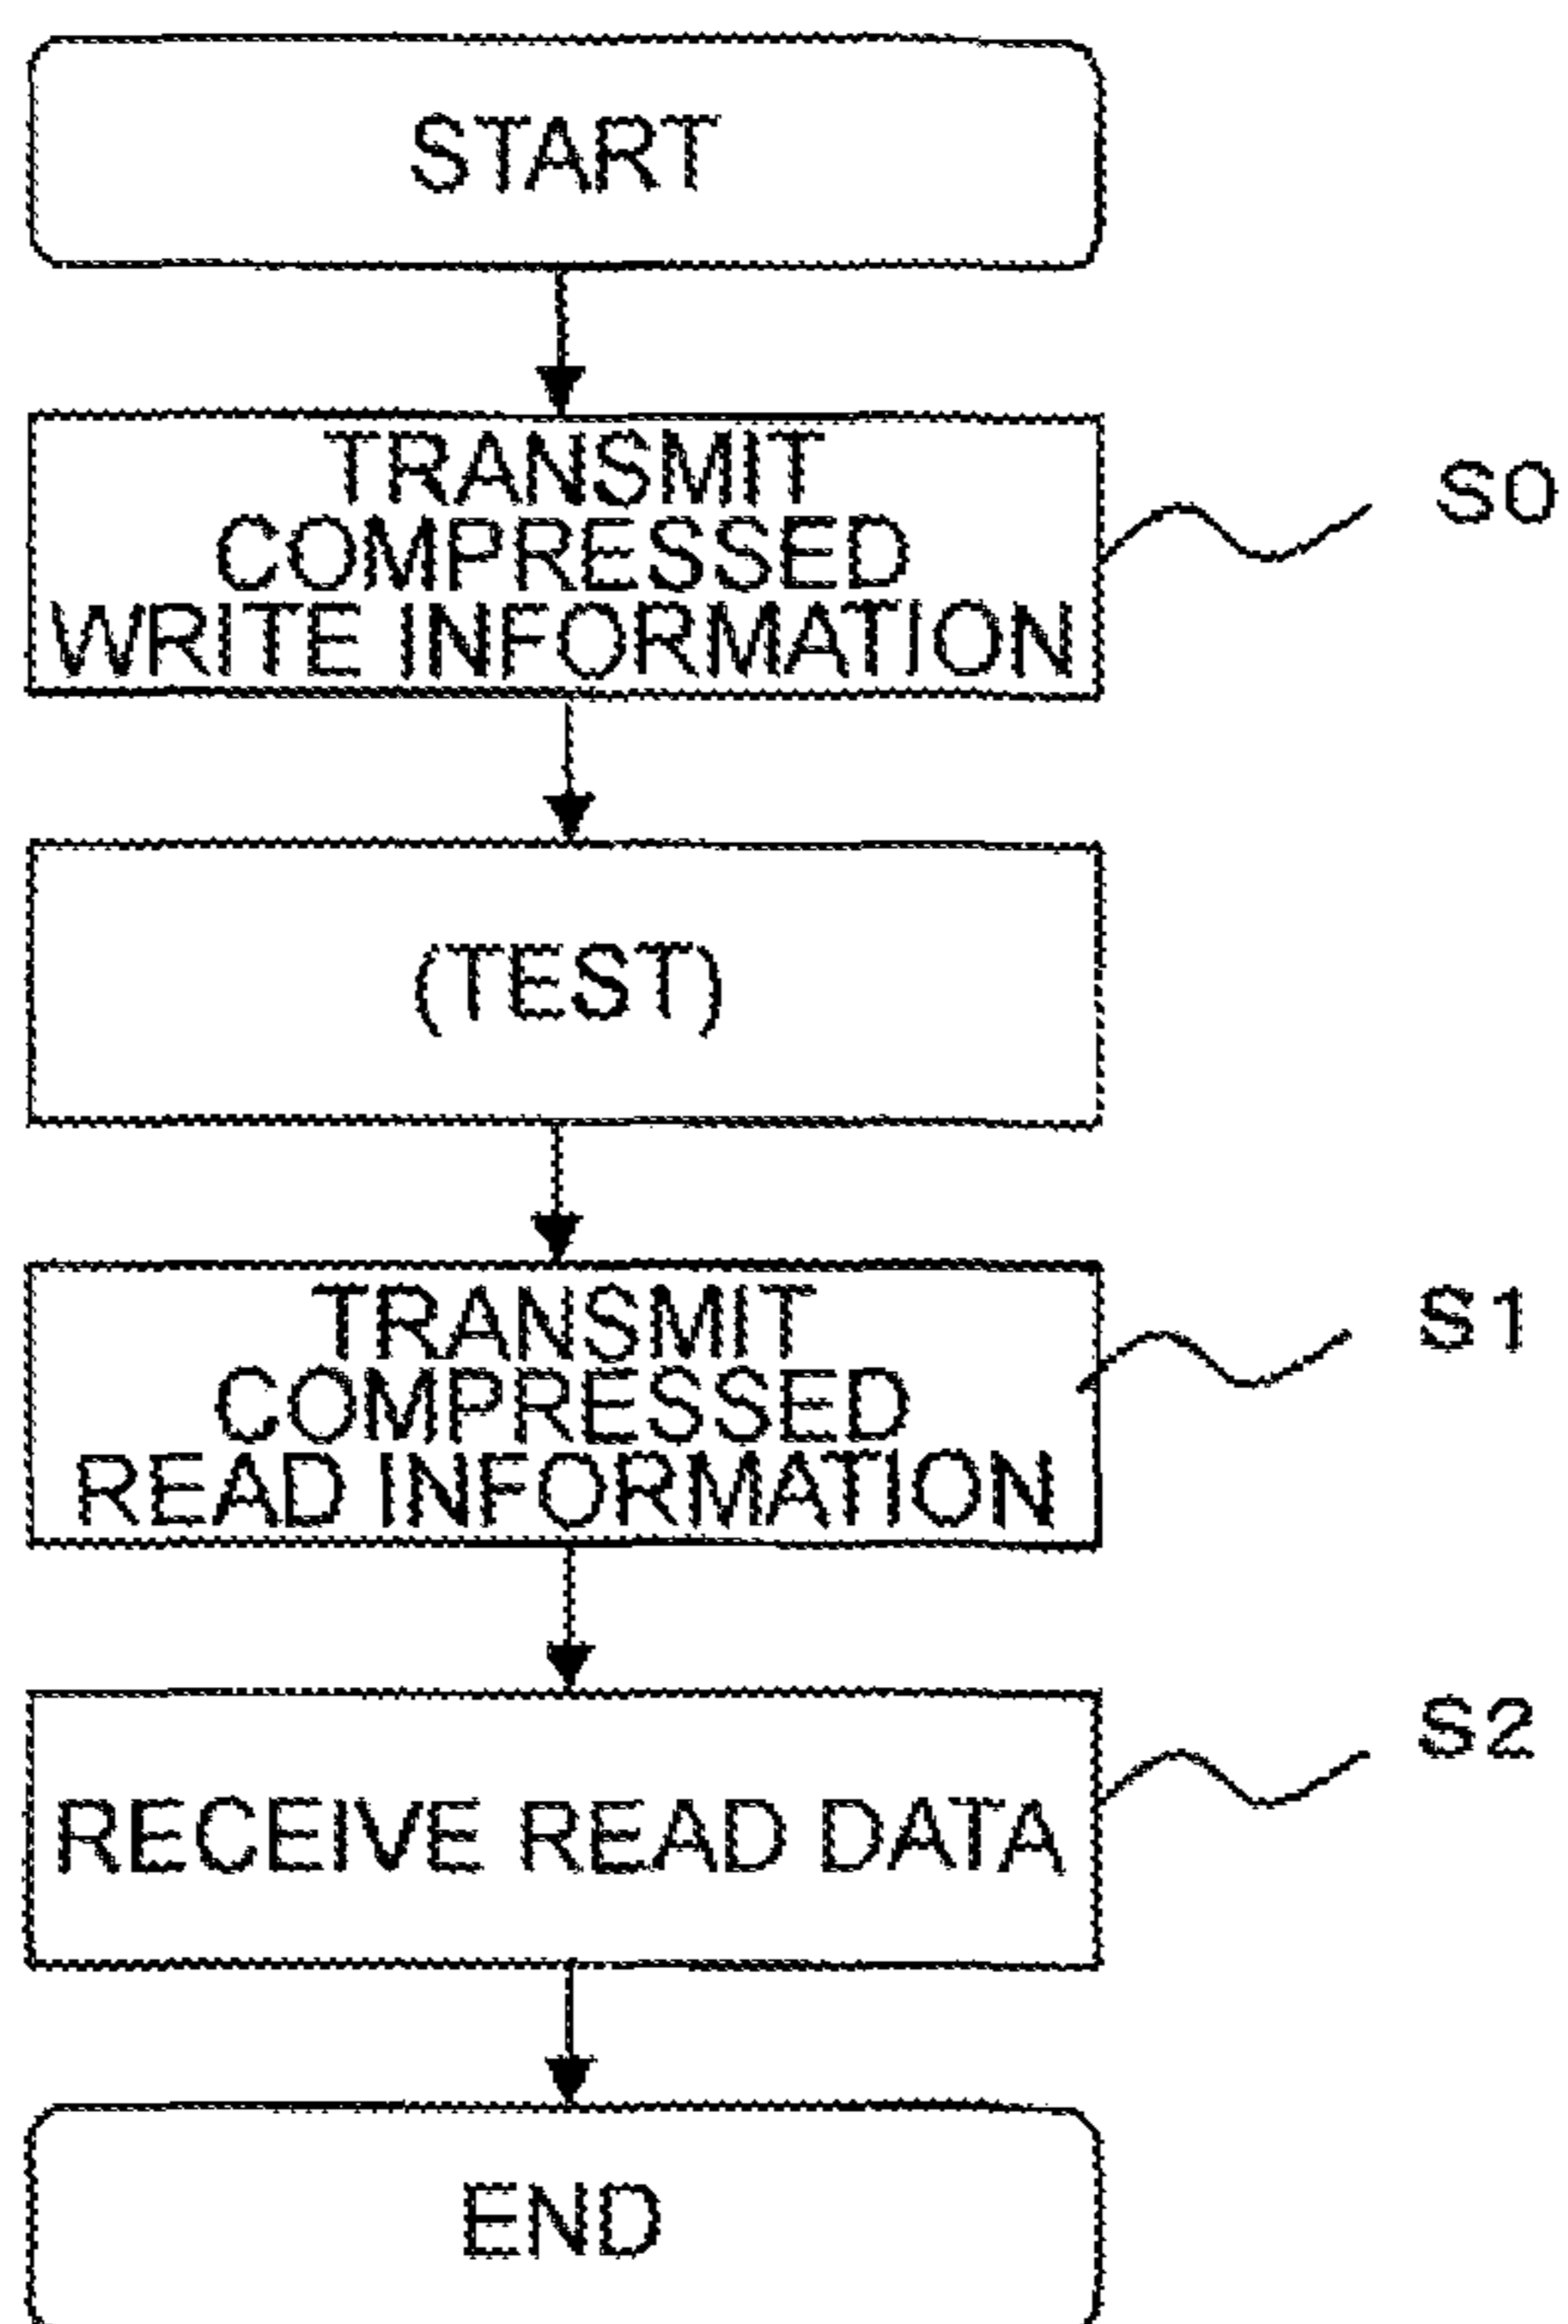 START
TRANSMIT
COMPRESSED
WRITE INFORMATION
S0
(TEST)
TRANSMIT
COMPRESSED
READ INFORMATION
S1
RECEIVE READ DATA
S2
END